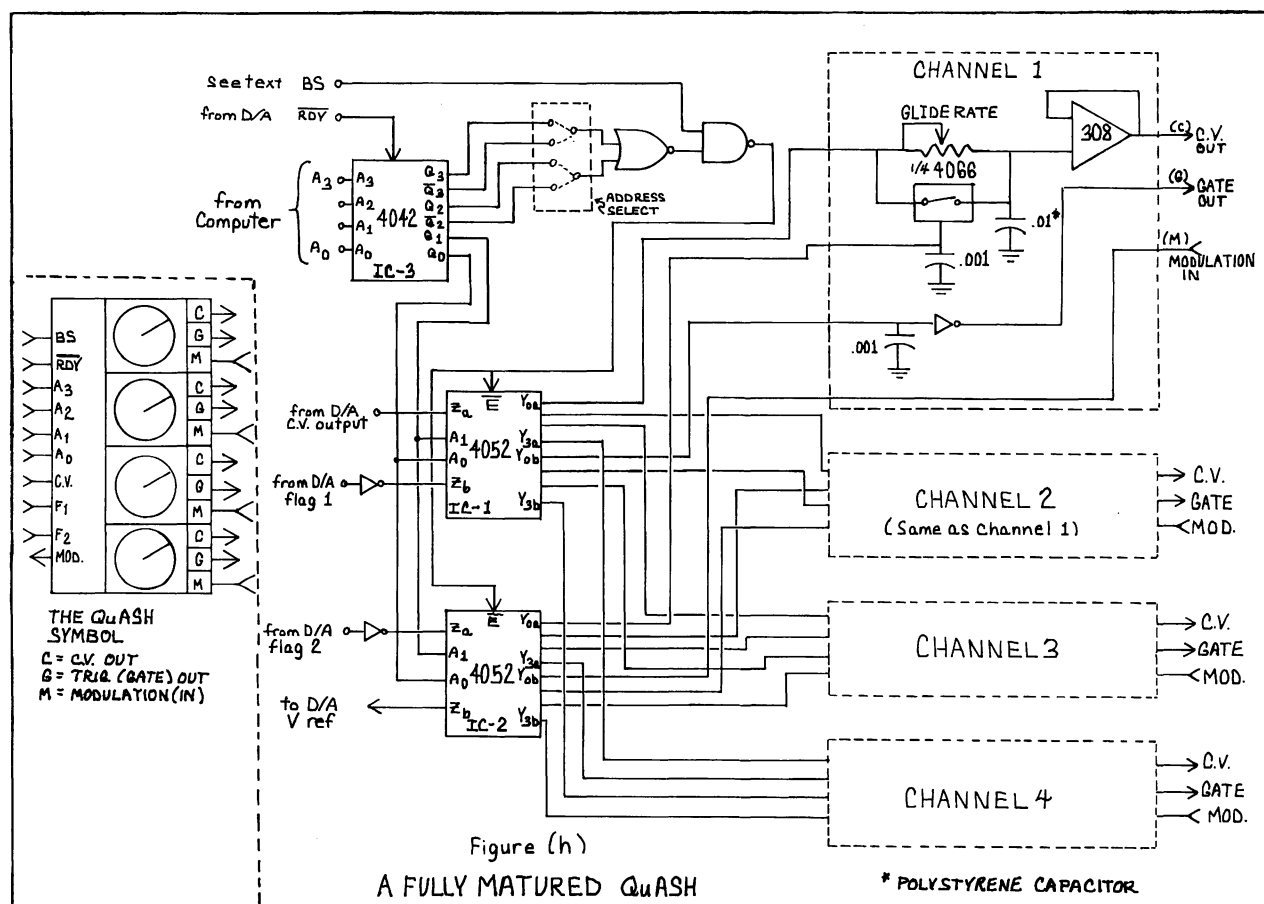 see text BS
from D/A R̅D̅Y̅
from
Computer
A3
A0
A3
A2
A1
A0
4042
IC-3
Q3
Q̅3
Q2
Q̅2
Q1
Q0
ADDRESS
SELECT
CHANNEL 1
GLIDE RATE
1/4 4066
308
.01*
.001
.001
(C)
C.V.
OUT
(G)
GATE
OUT
(M)
MODULATION
IN
BS
R̅D̅Y̅
A3
A2
A1
A0
C.V.
F1
F2
MOD.
C
G
M
C
G
M
C
G
M
C
G
M
THE QuASH
SYMBOL
C = C.V. OUT
G = TRIG (GATE) OUT
M = MODULATION (IN)
from D/A
C.V. output
from D/A
flag 1
E̅
Za
A1
A0
Zb
4052
IC-1
Y0a
Y3a
Y0b
Y3b
from D/A
flag 2
to D/A
V ref
E̅
Za
A1
A0
Zb
4052
IC-2
Y0a
Y3a
Y0b
Y3b
CHANNEL 2
(Same as channel 1)
C.V.
GATE
MOD.
CHANNEL 3
C.V.
GATE
MOD.
CHANNEL 4
C.V.
GATE
MOD.
Figure (h)
A FULLY MATURED QuASH
* POLYSTYRENE CAPACITOR